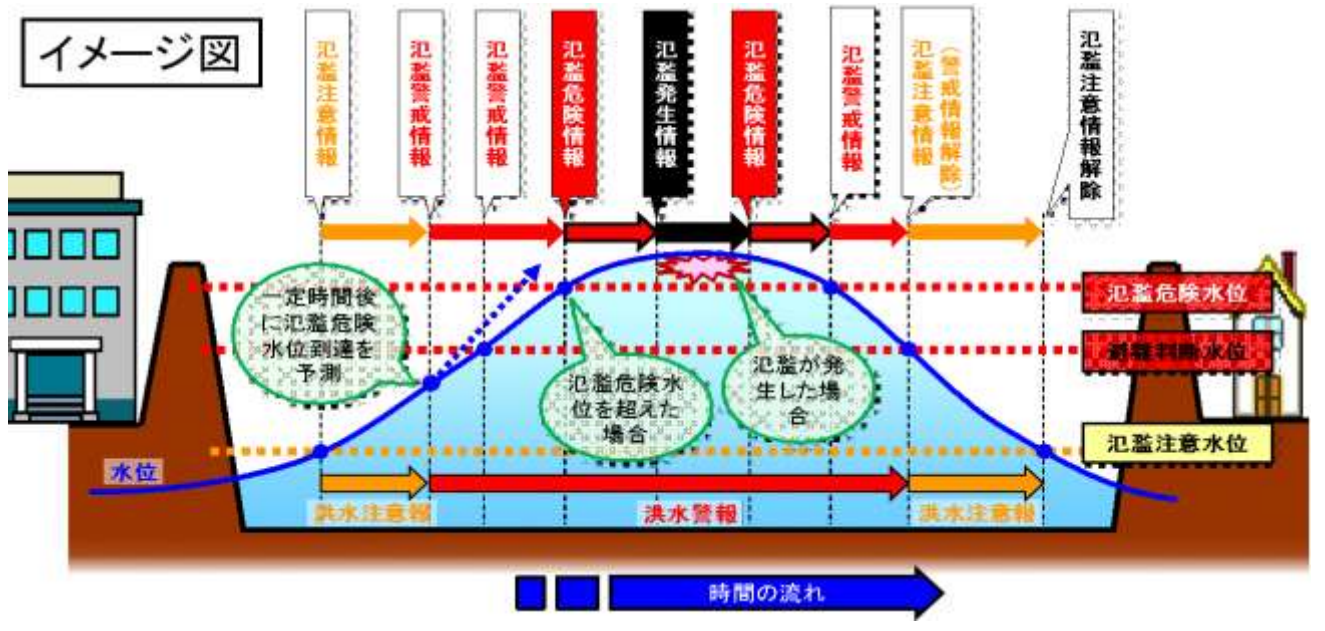 イメージ図
氾濫注意情報
氾濫警戒情報
氾濫警戒情報
氾濫危険情報
氾濫発生情報
氾濫危険情報
氾濫警戒情報
(警戒情報解除)
氾濫注意情報
氾濫注意情報解除
一定時間後
に氾濫危険
水位到達を
予測
氾濫危険水
位を超えた
場合
氾濫が発
生した場
合
氾濫危険水位
避難判断水位
氾濫注意水位
水位
洪水注意報
洪水警報
洪水注意報
時間の流れ